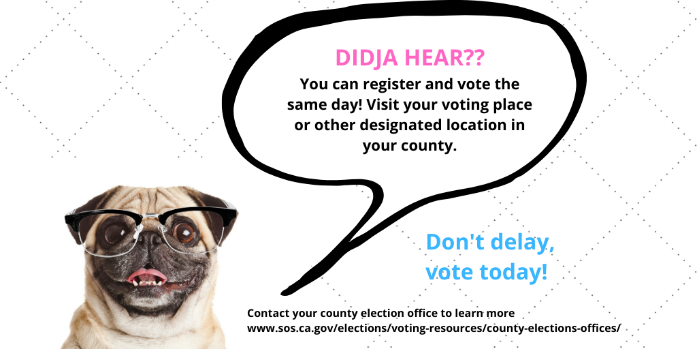 DIDJA HEAR??
You can register and vote the
same day! Visit your voting place
or other designated location in
your county.
Don't delay,
vote today!
Contact your county election office to learn more
www.sos.ca.gov/elections/voting-resources/county-elections-offices/